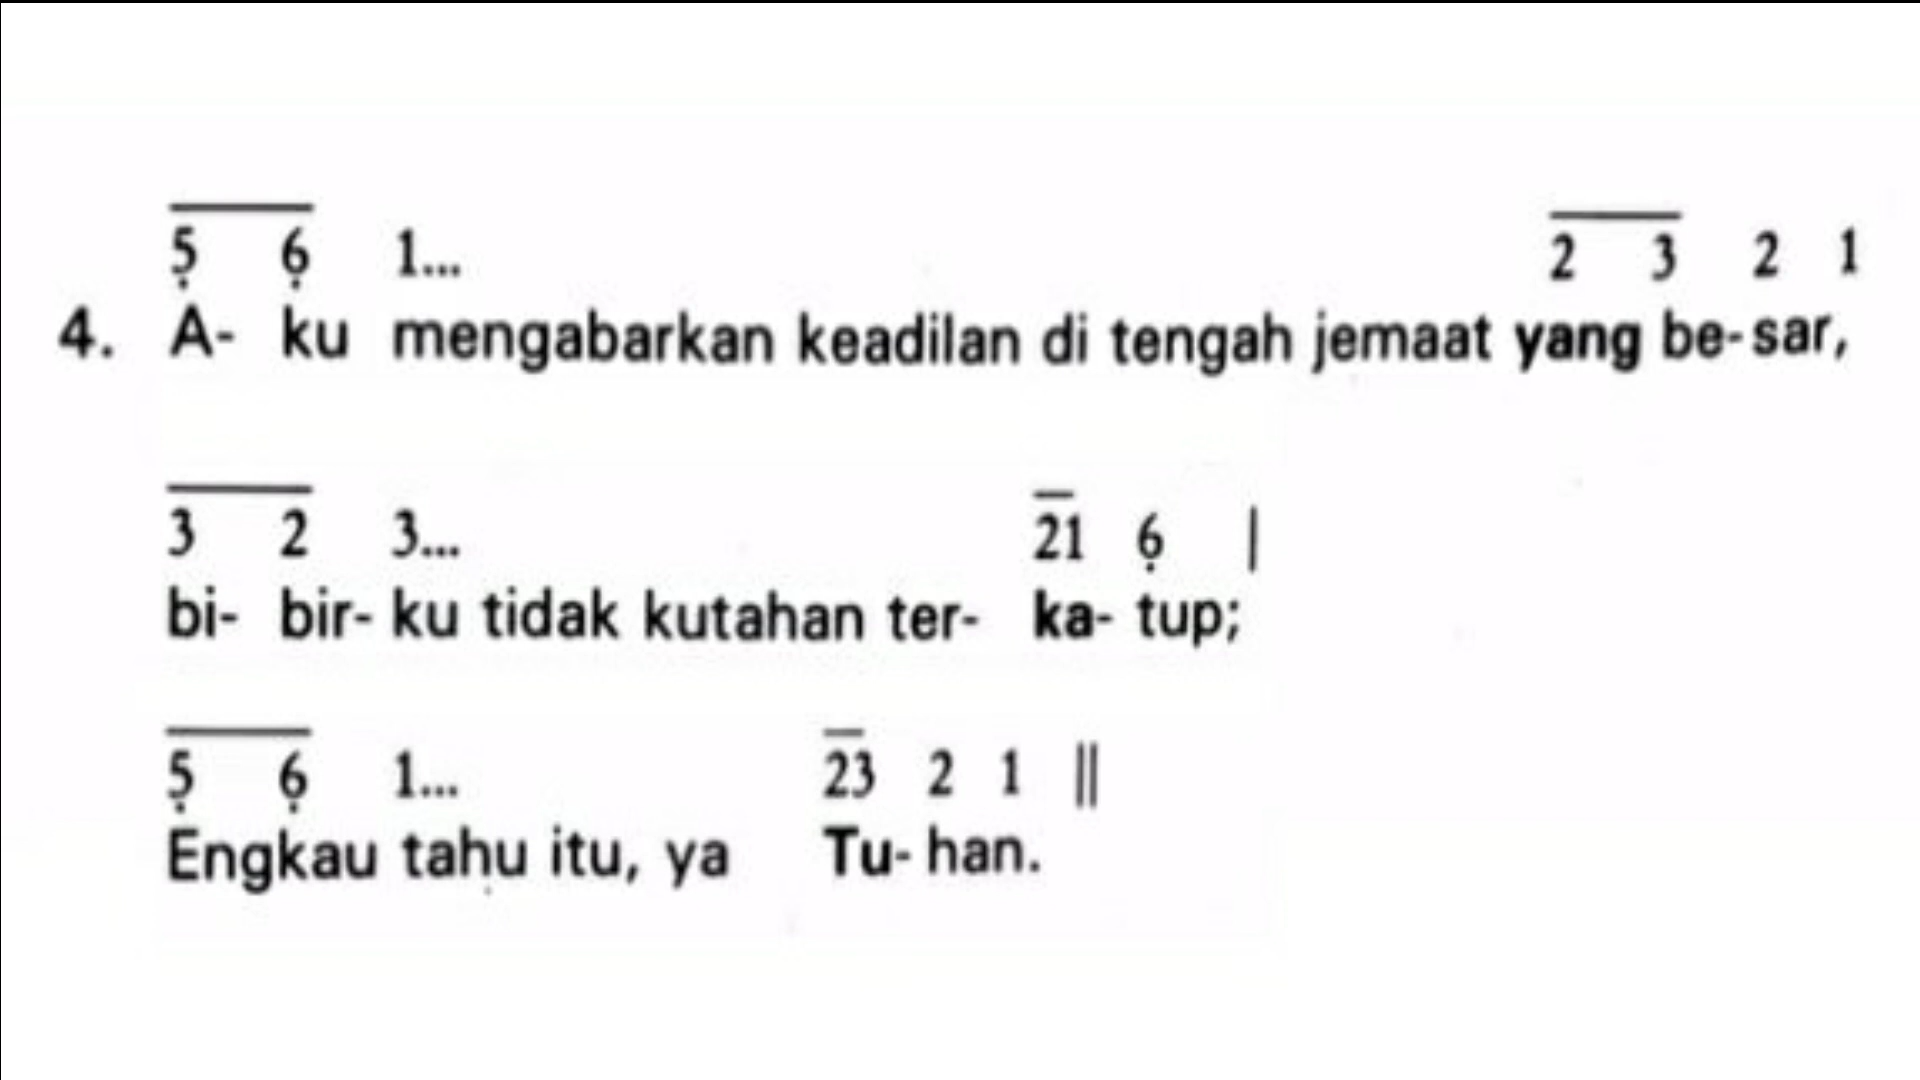 5̣ 6̣ 1... 2 3 2 1
4. A- ku mengabarkan keadilan di tengah jemaat yang be-sar,
3 2 3... 21 6̣ |
bi- bir- ku tidak kutahan ter- ka- tup;
5̣ 6̣ 1... 23 2 1 ||
Engkau tahu itu, ya Tu- han.